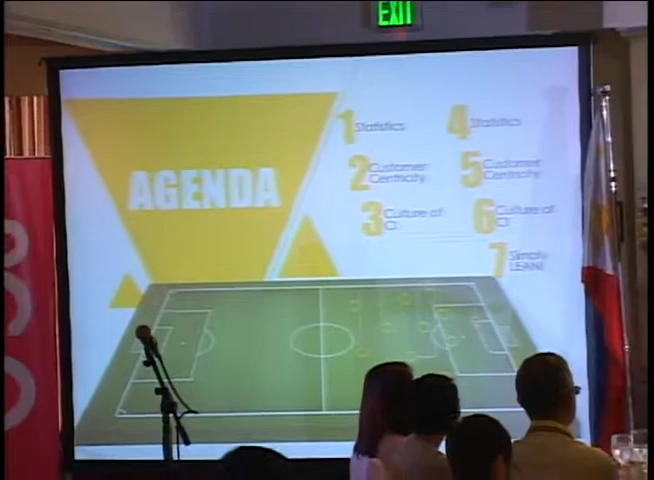 EXIT
AGENDA
1 Statistics
2 Customer
Centricity
3 Culture of
CI
4 Statistics
5 Customer
Centricity
6 Culture of
CI
7 Simply
LEAN!